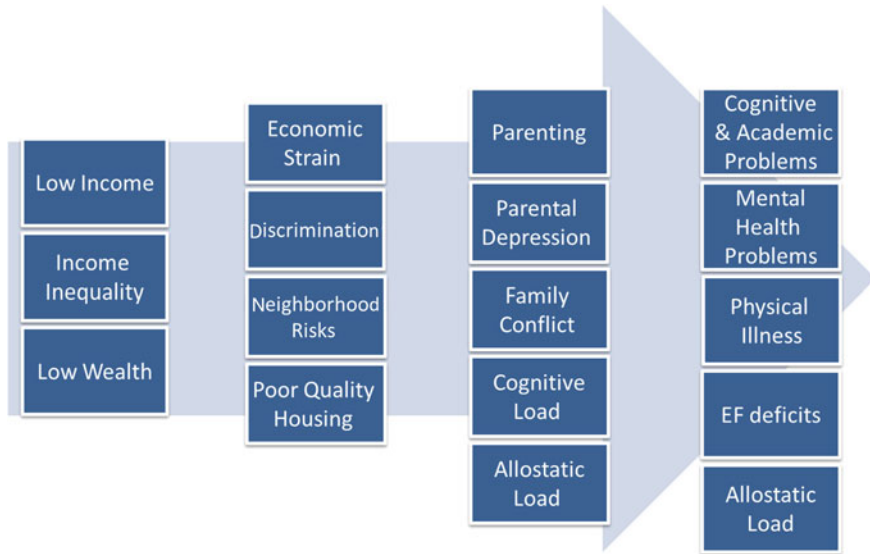 Low Income
Income
Inequality
Low Wealth
Economic
Strain
Discrimination
Neighborhood
Risks
Poor Quality
Housing
Parenting
Parental
Depression
Family
Conflict
Cognitive
Load
Allostatic
Load
Cognitive
& Academic
Problems
Mental
Health
Problems
Physical
Illness
EF deficits
Allostatic
Load